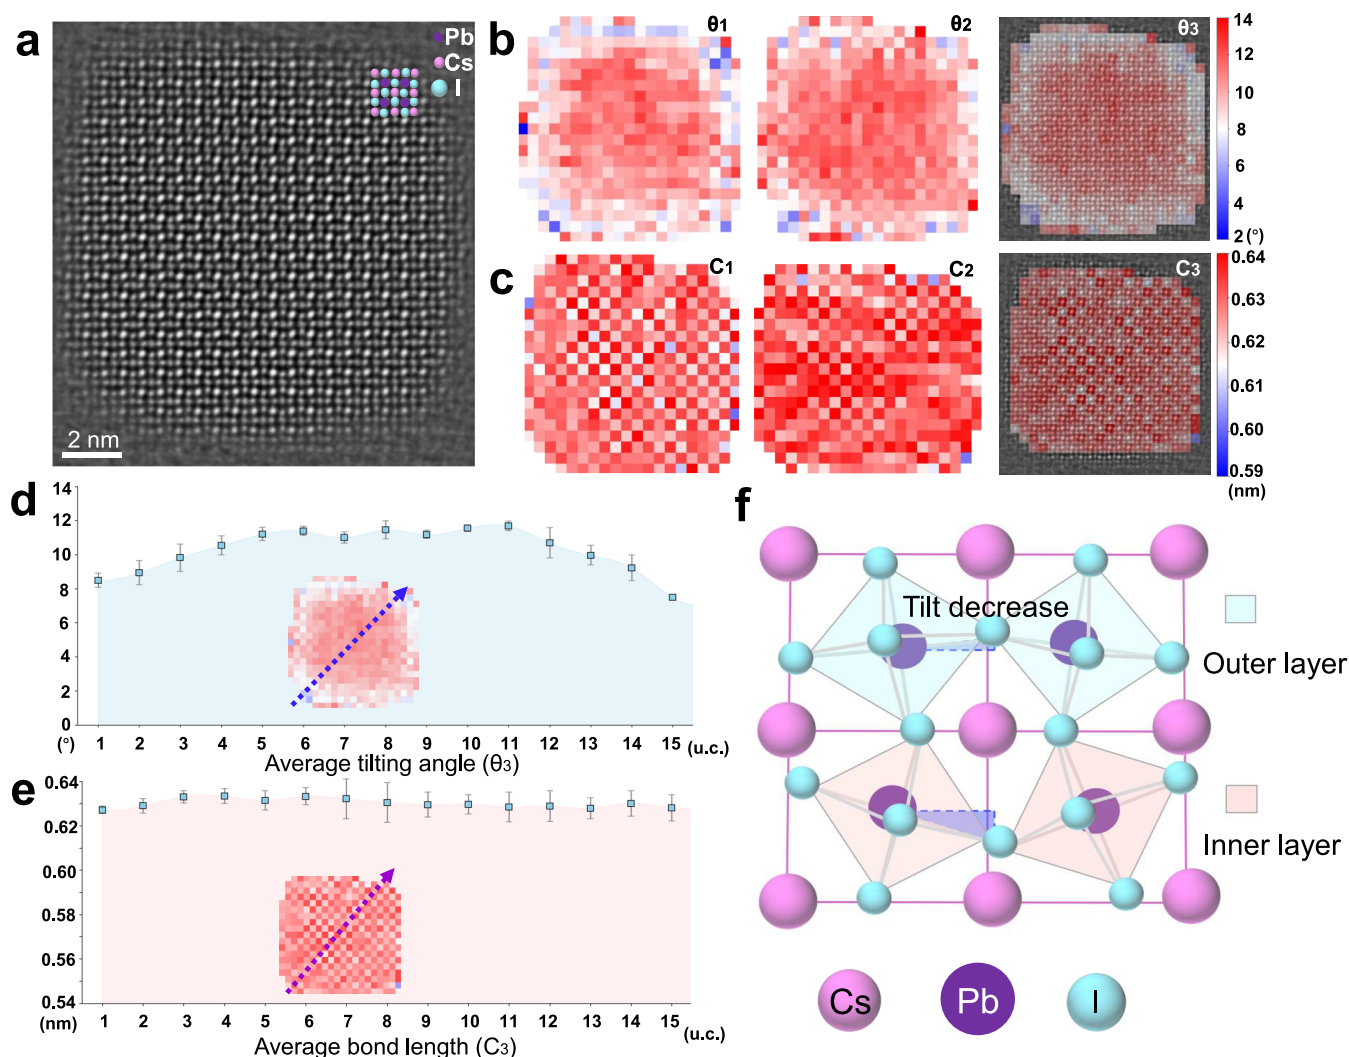 a
Pb
Cs
I
2 nm
b
θ1
θ2
θ3
14
12
10
8
6
4
2 (°)
c
C1
C2
C3
0.64
0.63
0.62
0.61
0.60
0.59
(nm)
d
14
12
10
8
6
4
2
0
(°)
1 2 3 4 5 6 7 8 9 10 11 12 13 14 15 (u.c.)
Average tilting angle (θ3)
e
0.64
0.62
0.60
0.58
0.56
0.54
(nm)
1 2 3 4 5 6 7 8 9 10 11 12 13 14 15 (u.c.)
Average bond length (C3)
f
Tilt decrease
Outer layer
Inner layer
Cs
Pb
I